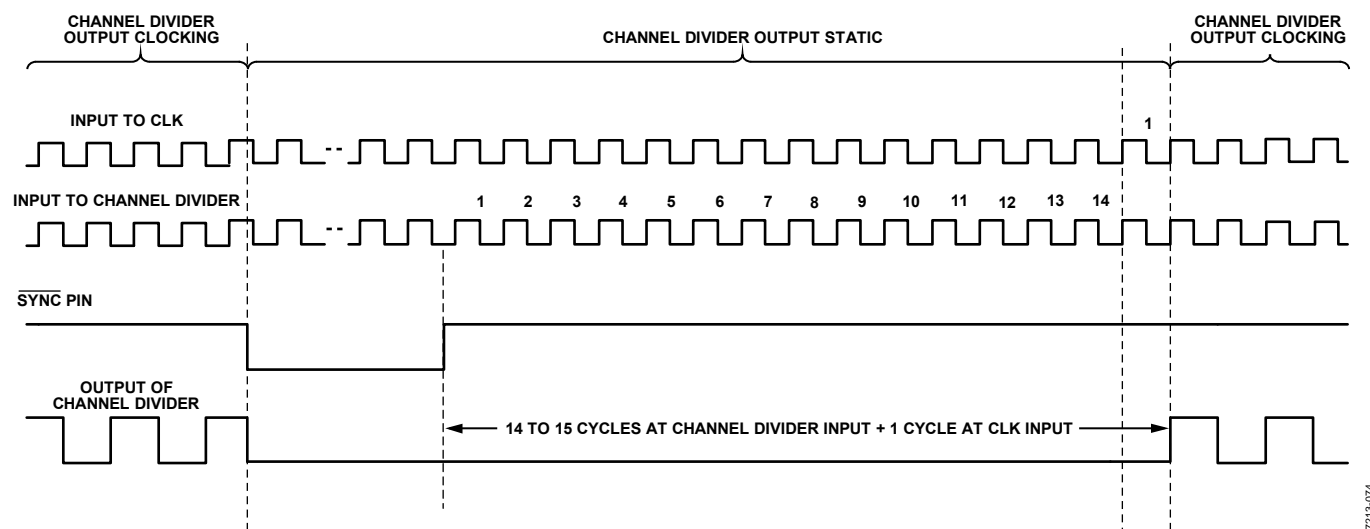 CHANNEL DIVIDER
OUTPUT CLOCKING
CHANNEL DIVIDER OUTPUT STATIC
CHANNEL DIVIDER
OUTPUT CLOCKING
INPUT TO CLK
1
INPUT TO CHANNEL DIVIDER
1 2 3 4 5 6 7 8 9 10 11 12 13 14
SYNC PIN
OUTPUT OF
CHANNEL DIVIDER
14 TO 15 CYCLES AT CHANNEL DIVIDER INPUT + 1 CYCLE AT CLK INPUT